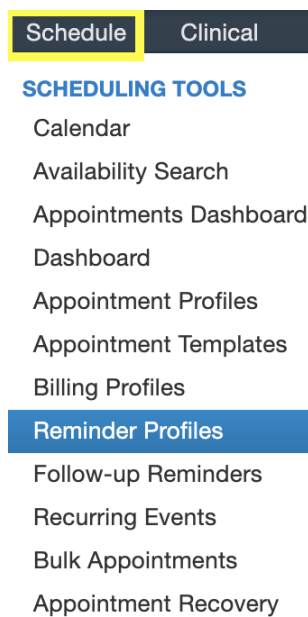 Schedule Clinical
SCHEDULING TOOLS
Calendar
Availability Search
Appointments Dashboard
Dashboard
Appointment Profiles
Appointment Templates
Billing Profiles
Reminder Profiles
Follow-up Reminders
Recurring Events
Bulk Appointments
Appointment Recovery